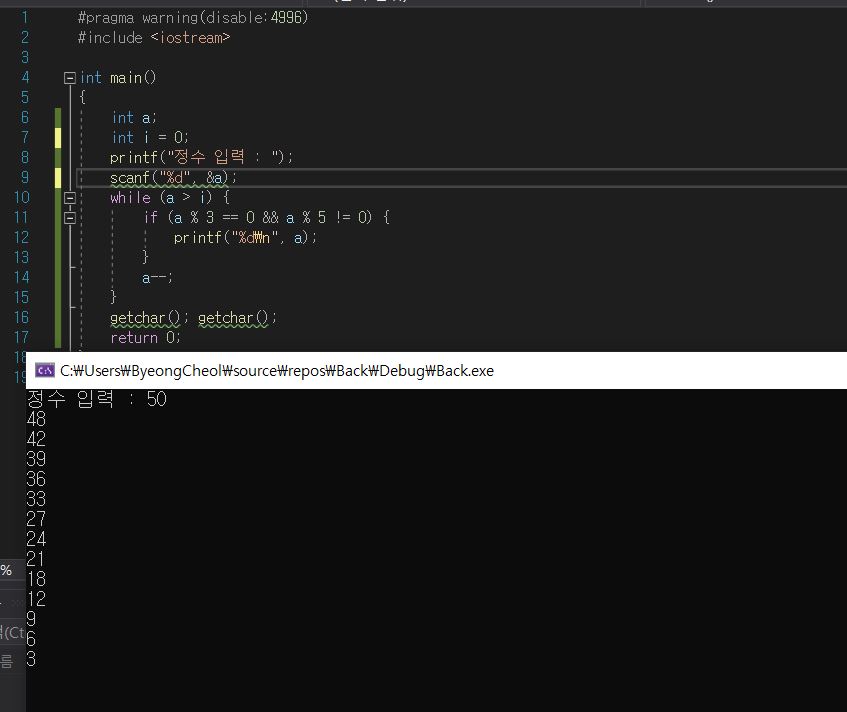 1 #pragma warning(disable:4996)
2 #include <iostream>
3
4 int main()
5 {
6 int a;
7 int i = 0;
8 printf("정수 입력 : ");
9 scanf("%d", &a);
10 while (a > i) {
11 if (a % 3 == 0 && a % 5 != 0) {
12 printf("%d₩n", a);
13 }
14 a--;
15 }
16 getchar(); getchar();
17 return 0;
18
19
C:₩Users₩ByeongCheol₩source₩repos₩Back₩Debug₩Back.exe
정수 입력 : 50
48
42
39
36
33
27
24
21
18
12
9
6
3
%
(Ct
름